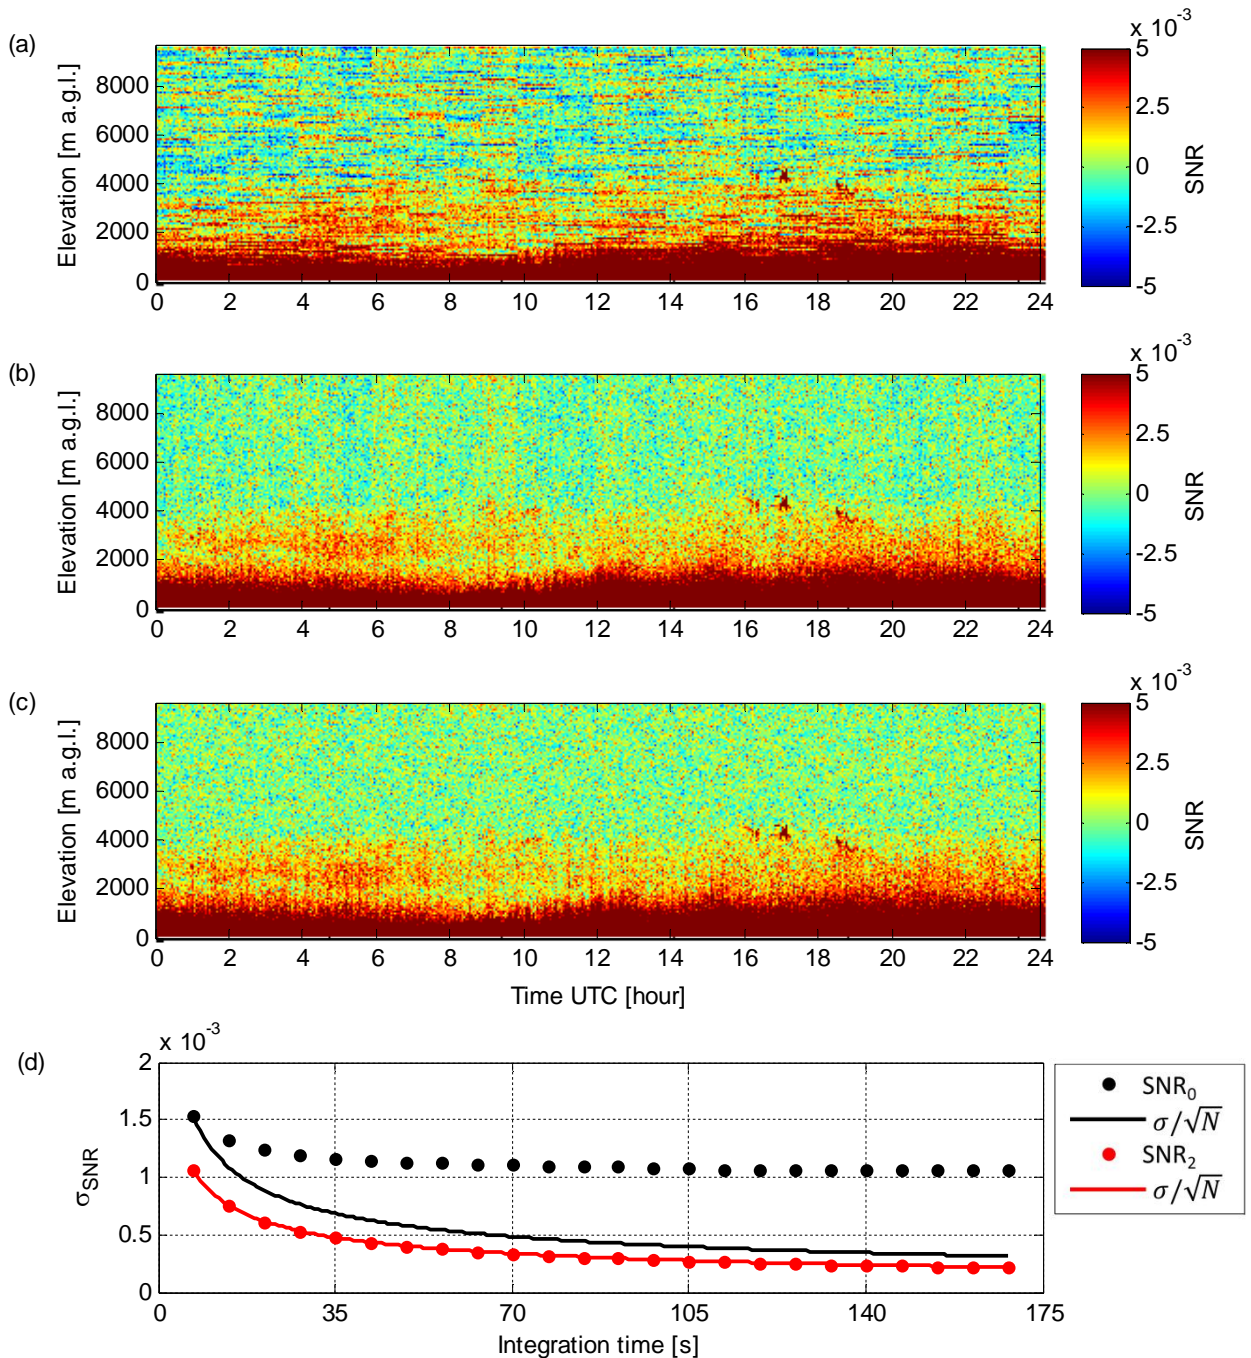 (a)
× 10⁻³
Elevation [m a.g.l.]
8000
6000
4000
2000
0
0 2 4 6 8 10 12 14 16 18 20 22 24
5
2.5
0
-2.5
-5
SNR
(b)
× 10⁻³
Elevation [m a.g.l.]
8000
6000
4000
2000
0
0 2 4 6 8 10 12 14 16 18 20 22 24
5
2.5
0
-2.5
-5
SNR
(c)
× 10⁻³
Elevation [m a.g.l.]
8000
6000
4000
2000
0
0 2 4 6 8 10 12 14 16 18 20 22 24
Time UTC [hour]
5
2.5
0
-2.5
-5
SNR
(d)
× 10⁻³
σSNR
2
1.5
1
0.5
0
0 35 70 105 140 175
Integration time [s]
SNR₀
σ/√N
SNR₂
σ/√N